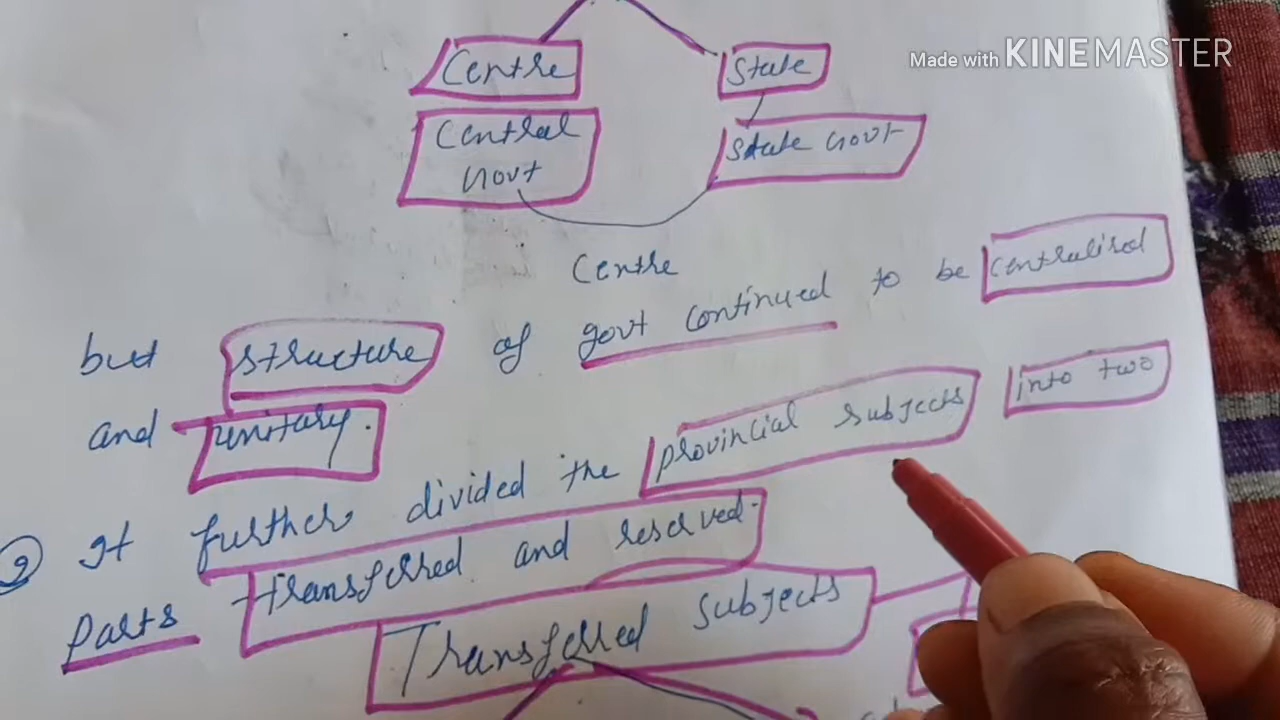 Made with KINEMASTER
Centre State
Central State Govt
Govt
Centre
but structure of govt continued to be centralised
and unitary.
2 It further divided the provincial subjects into two
parts transferred and reserved.
Transferred subjects